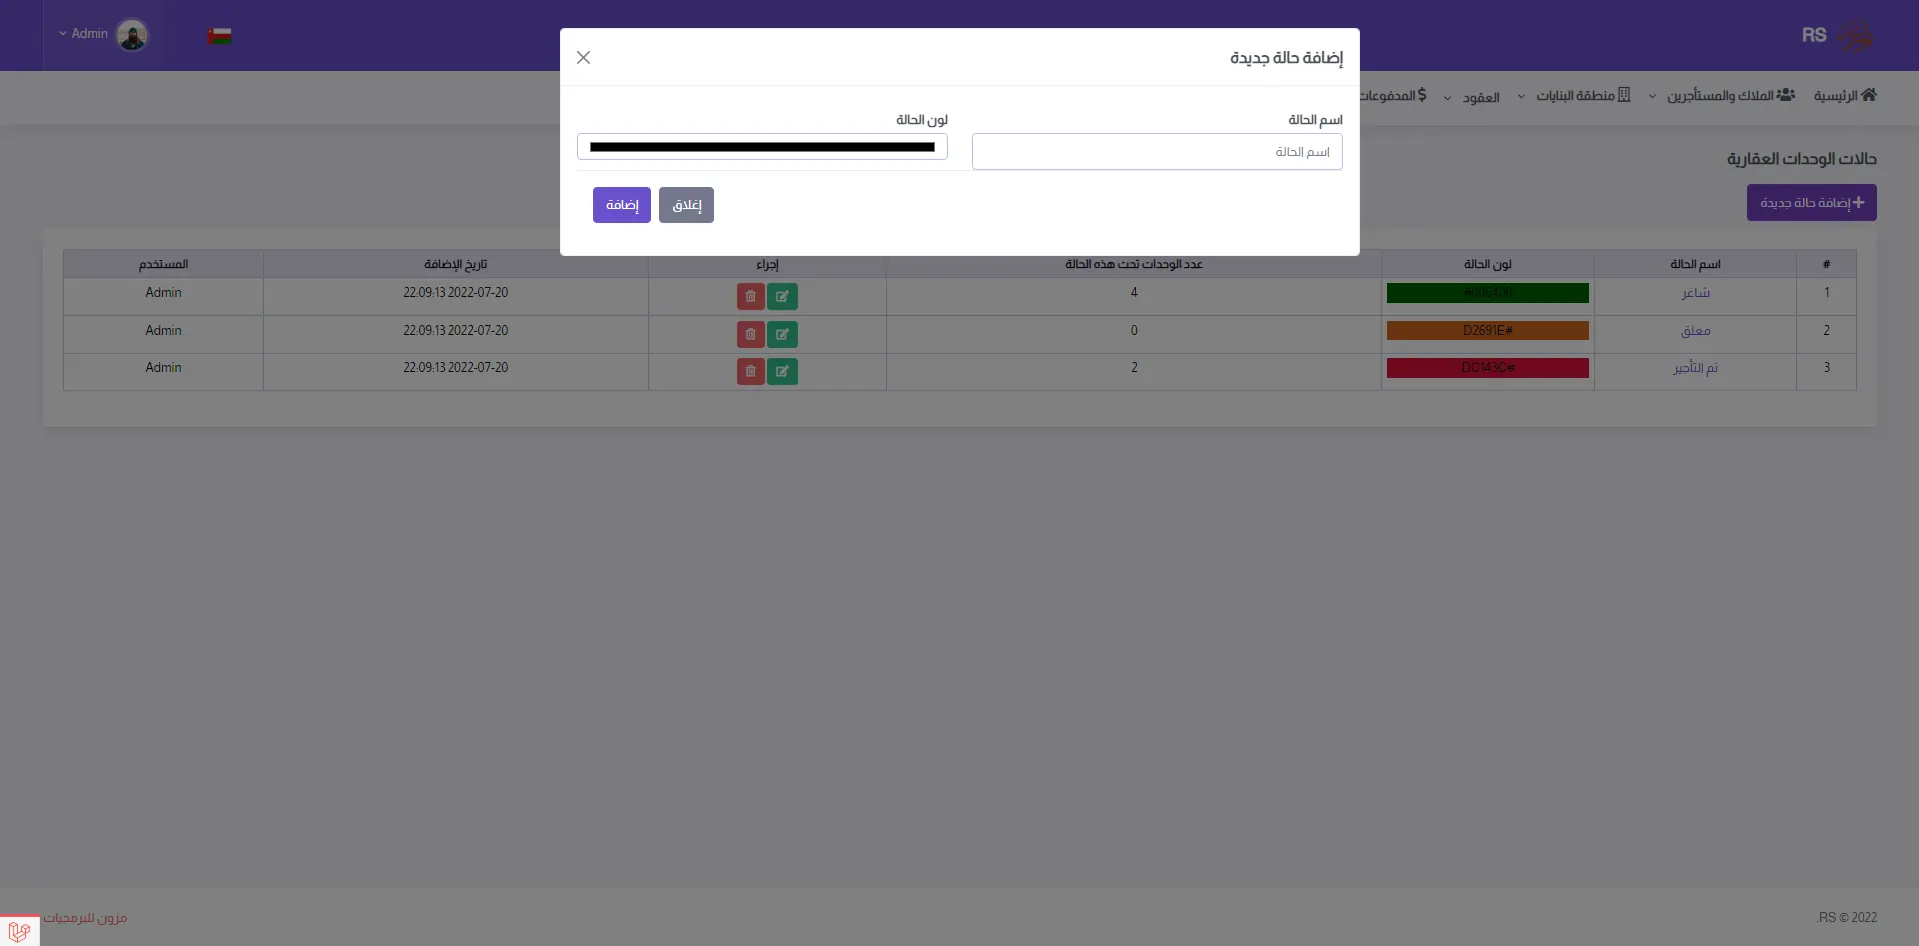 RS
Admin
إضافة حالة جديدة
الرئيسية
الملاك والمستأجرين
منطقة البنايات
العقود
المدفوعات
اسم الحالة
لون الحالة
اسم الحالة
إغلاق
إضافة
حالات الوحدات العقارية
إضافة حالة جديدة
# اسم الحالة لون الحالة عدد الوحدات تحت هذه الحالة إجراء تاريخ الإضافة المستخدم
1 شاغر 4 22:09:13 2022-07-20 Admin
2 معلق D2691E# 0 22:09:13 2022-07-20 Admin
3 تم التأجير DC143C# 2 22:09:13 2022-07-20 Admin
.RS © 2022
مزون للبرمجيات